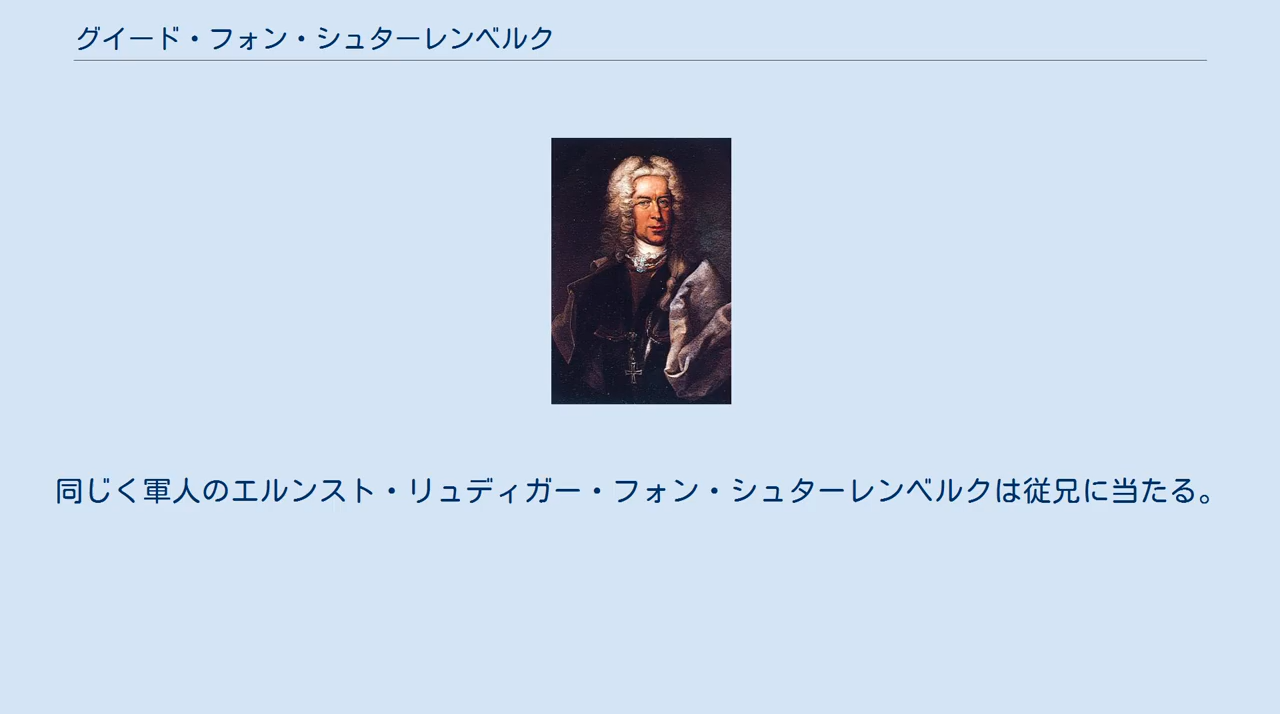 グイード・フォン・シュターレンベルク
同じく軍人のエルンスト・リュディガー・フォン・シュターレンベルクは従兄に当たる。